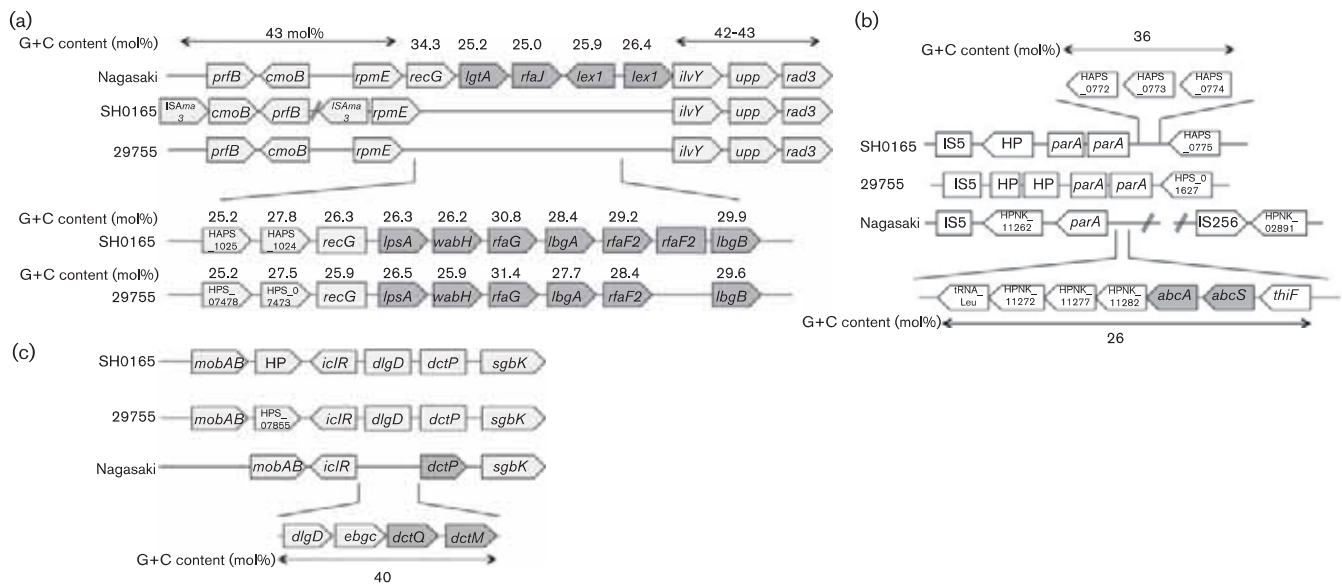 (a)
43 mol%
42-43
G+C content (mol%) 34.3 25.2 25.0 25.9 26.4
Nagasaki prfB cmoB rpmE recG lgtA rfaJ lex1 lex1 ilvY upp rad3
SH0165 ISAma 3 cmoB prfB ISAma 3 rpmE ilvY upp rad3
29755 prfB cmoB rpmE ilvY upp rad3
G+C content (mol%) 25.2 27.8 26.3 26.3 26.2 30.8 28.4 29.2 29.9
SH0165 HAPS _1025 HAPS _1024 recG lpsA wabH rfaG lbgA rfaF2 rfaF2 lbgB
G+C content (mol%) 25.2 27.5 25.9 26.5 25.9 31.4 27.7 28.4 29.6
29755 HPS_ 07478 HPS_0 7473 recG lpsA wabH rfaG lbgA rfaF2 lbgB
(b)
36
G+C content (mol%)
HAPS _0772 HAPS _0773 HAPS _0774
SH0165 IS5 HP parA parA HAPS _0775
29755 IS5 HP HP parA parA HPS_0 1627
Nagasaki IS5 HPNK_ 11262 parA IS256 HPNK_ 02891
tRNA_ Leu HPNK_ 11272 HPNK_ 11277 HPNK_ 11282 abcA abcS thiF
G+C content (mol%)
26
(c)
SH0165 mobAB HP iclR dlgD dctP sgbK
29755 mobAB HPS_ 07855 iclR dlgD dctP sgbK
Nagasaki mobAB iclR dctP sgbK
dlgD ebgc dctQ dctM
G+C content (mol%)
40